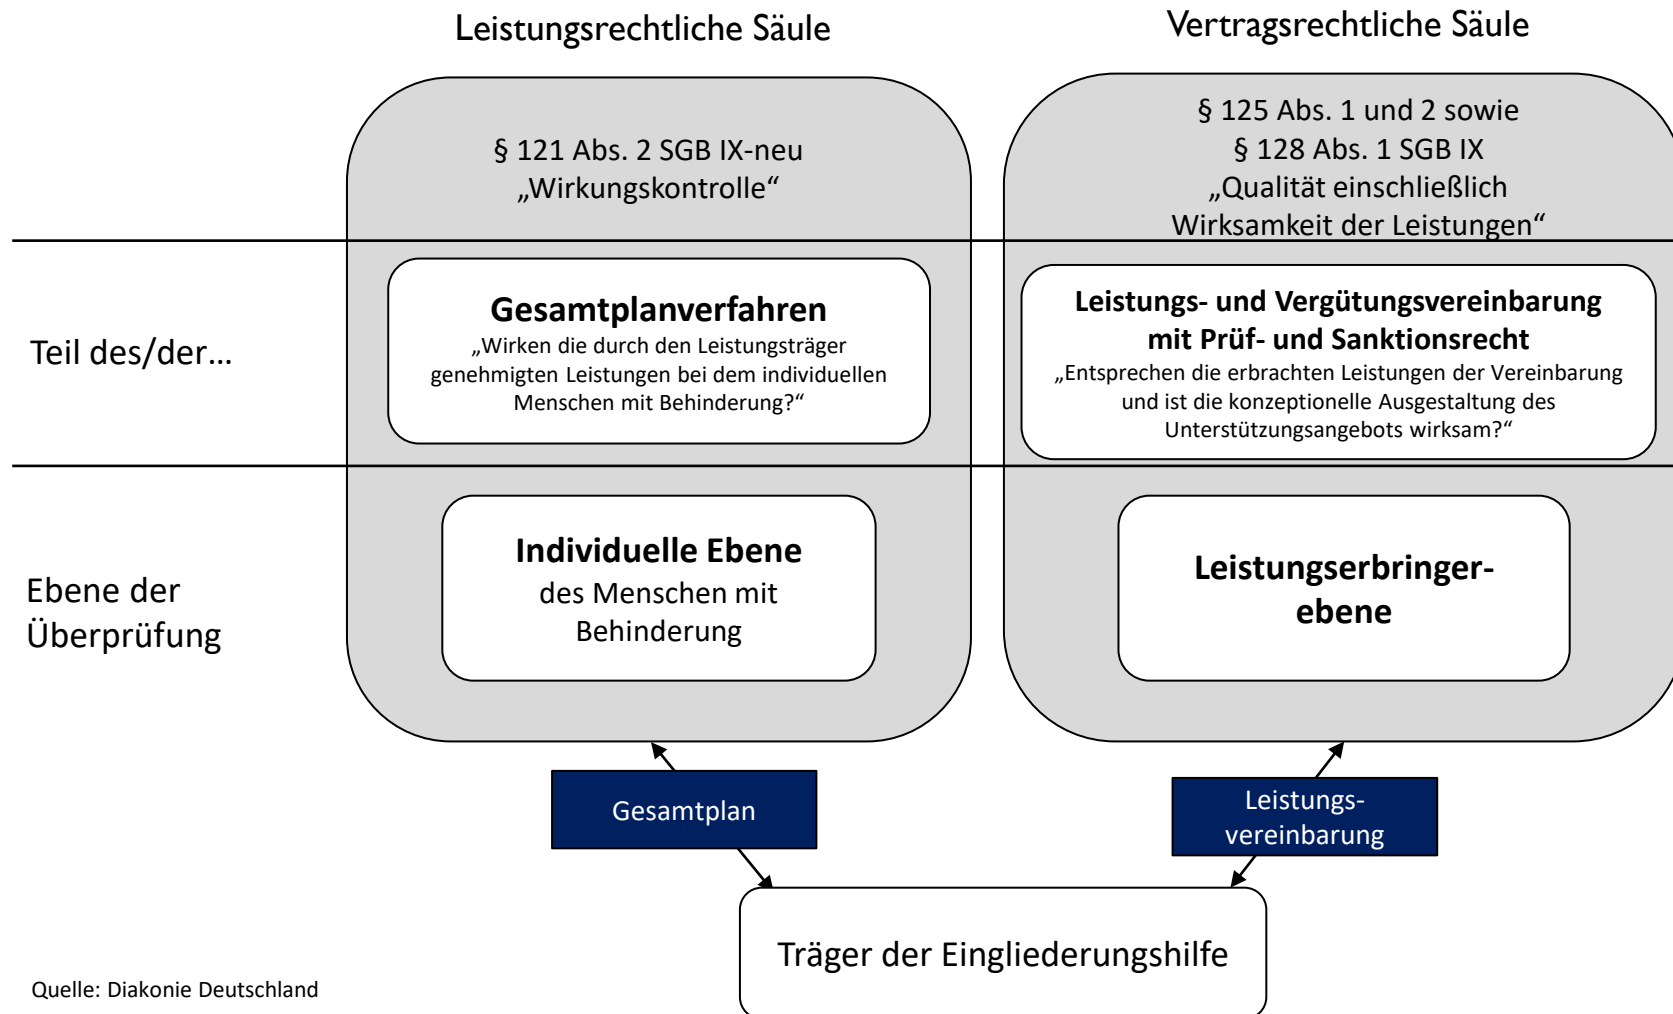 Leistungsrechtliche Säule
Vertragsrechtliche Säule
§ 121 Abs. 2 SGB IX-neu
„Wirkungskontrolle“
§ 125 Abs. 1 und 2 sowie
§ 128 Abs. 1 SGB IX
„Qualität einschließlich
Wirksamkeit der Leistungen“
Teil des/der...
Gesamtplanverfahren
„Wirken die durch den Leistungsträger
genehmigten Leistungen bei dem individuellen
Menschen mit Behinderung?“
Leistungs- und Vergütungsvereinbarung
mit Prüf- und Sanktionsrecht
„Entsprechen die erbrachten Leistungen der Vereinbarung
und ist die konzeptionelle Ausgestaltung des
Unterstützungsangebots wirksam?“
Ebene der
Überprüfung
Individuelle Ebene
des Menschen mit
Behinderung
Leistungserbringer-
ebene
Gesamtplan
Leistungs-
vereinbarung
Träger der Eingliederungshilfe
Quelle: Diakonie Deutschland